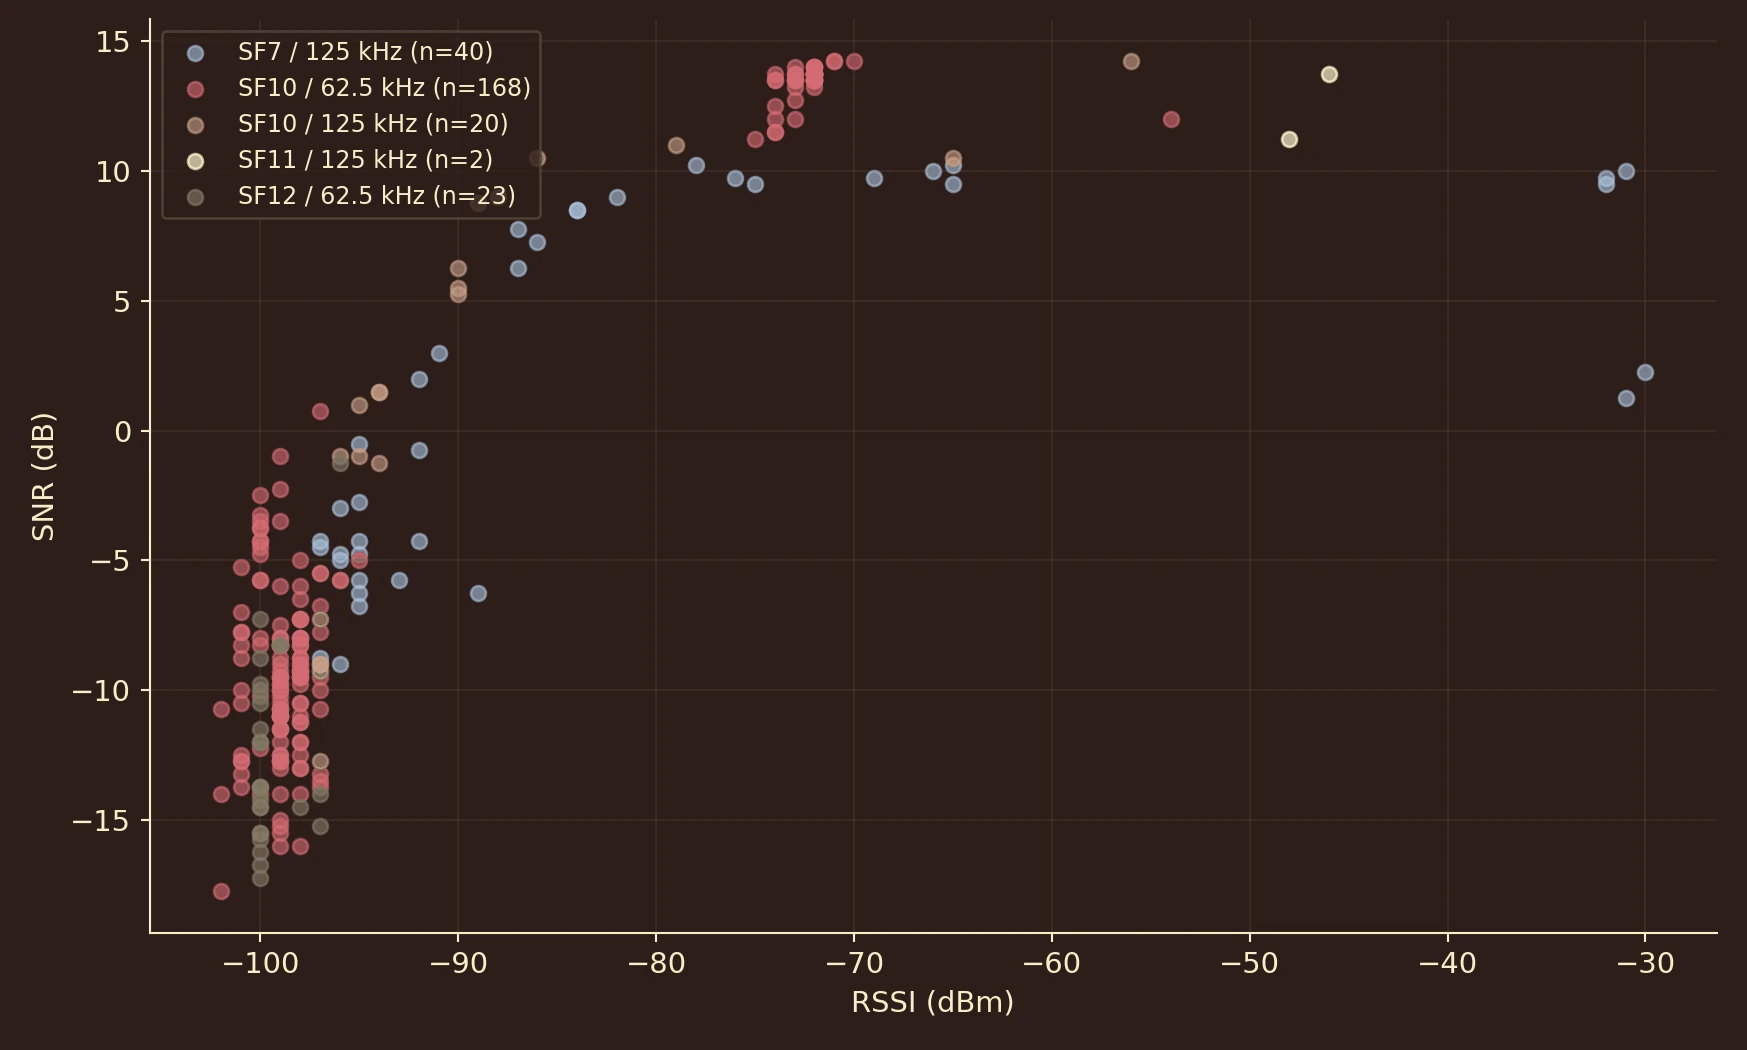 15
10
5
0
−5
−10
−15
SNR (dB)
SF7 / 125 kHz (n=40)
SF10 / 62.5 kHz (n=168)
SF10 / 125 kHz (n=20)
SF11 / 125 kHz (n=2)
SF12 / 62.5 kHz (n=23)
−100 −90 −80 −70 −60 −50 −40 −30
RSSI (dBm)